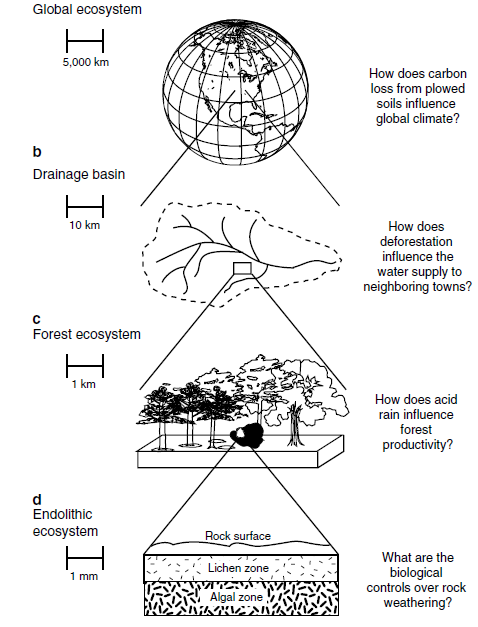 Global ecosystem
5,000 km
How does carbon
loss from plowed
soils influence
global climate?
b
Drainage basin
10 km
How does
deforestation
influence the
water supply to
neighboring towns?
c
Forest ecosystem
1 km
How does acid
rain influence
forest
productivity?
d
Endolithic
ecosystem
1 mm
Rock surface
Lichen zone
Algal zone
What are the
biological
controls over rock
weathering?